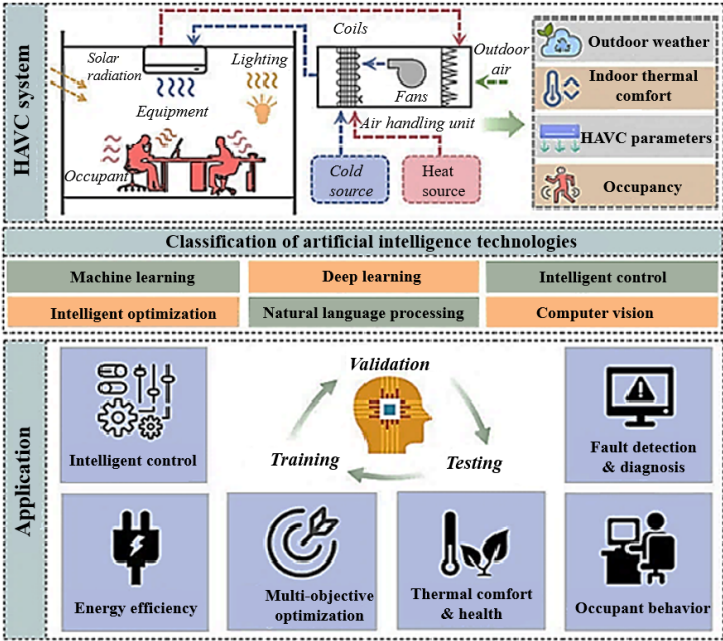 HAVC system
Solar
radiation
Lighting
Equipment
Occupant
Coils
Outdoor
air
Fans
Air handling unit
Cold
source
Heat
source
Outdoor weather
Indoor thermal
comfort
HAVC parameters
Occupancy
Classification of artificial intelligence technologies
Machine learning
Deep learning
Intelligent control
Intelligent optimization
Natural language processing
Computer vision
Application
Intelligent control
Validation
Training
Testing
Fault detection
& diagnosis
Energy efficiency
Multi-objective
optimization
Thermal comfort
& health
Occupant behavior